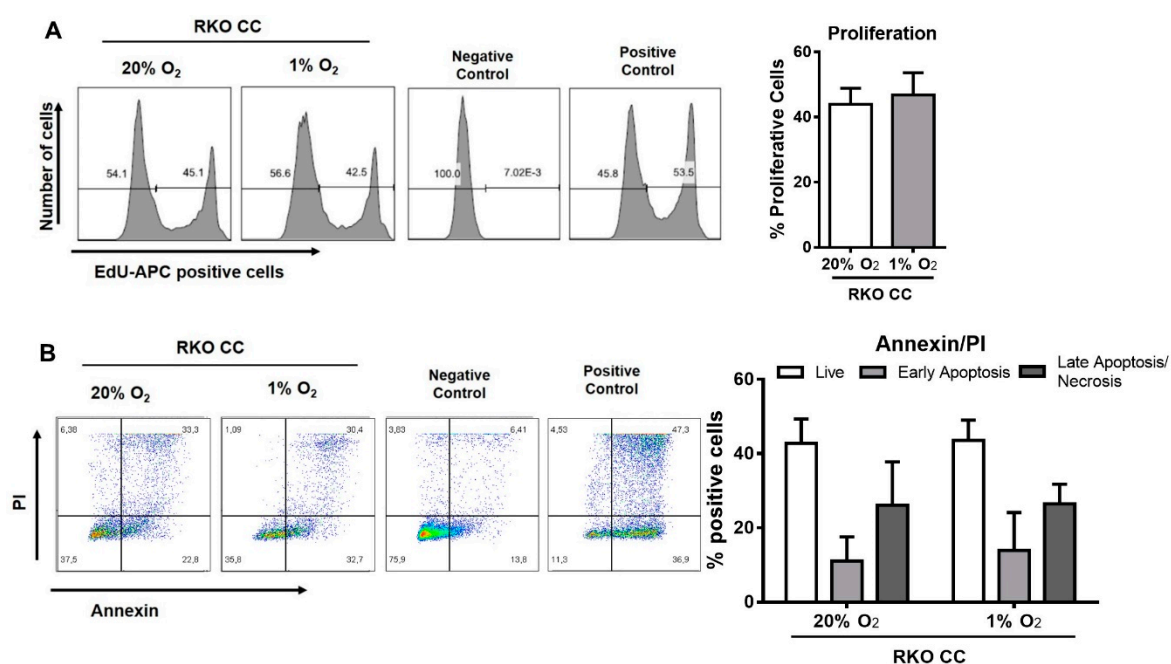 A
RKO CC
20% O2
1% O2
Negative
Control
Positive
Control
Number of cells
54.1
45.1
56.6
42.5
100.0
7.02E-3
45.8
53.5
EdU-APC positive cells
Proliferation
% Proliferative Cells
60
40
20
0
20% O2
1% O2
RKO CC
B
RKO CC
20% O2
1% O2
Negative
Control
Positive
Control
PI
6,38
33,3
37,5
22,8
1,09
30,4
35,8
32,7
3,83
6,41
75,9
13,8
4,53
47,3
11,3
36,9
Annexin
Annexin/PI
Live
Early Apoptosis
Late Apoptosis/
Necrosis
% positive cells
60
40
20
0
20% O2
1% O2
RKO CC